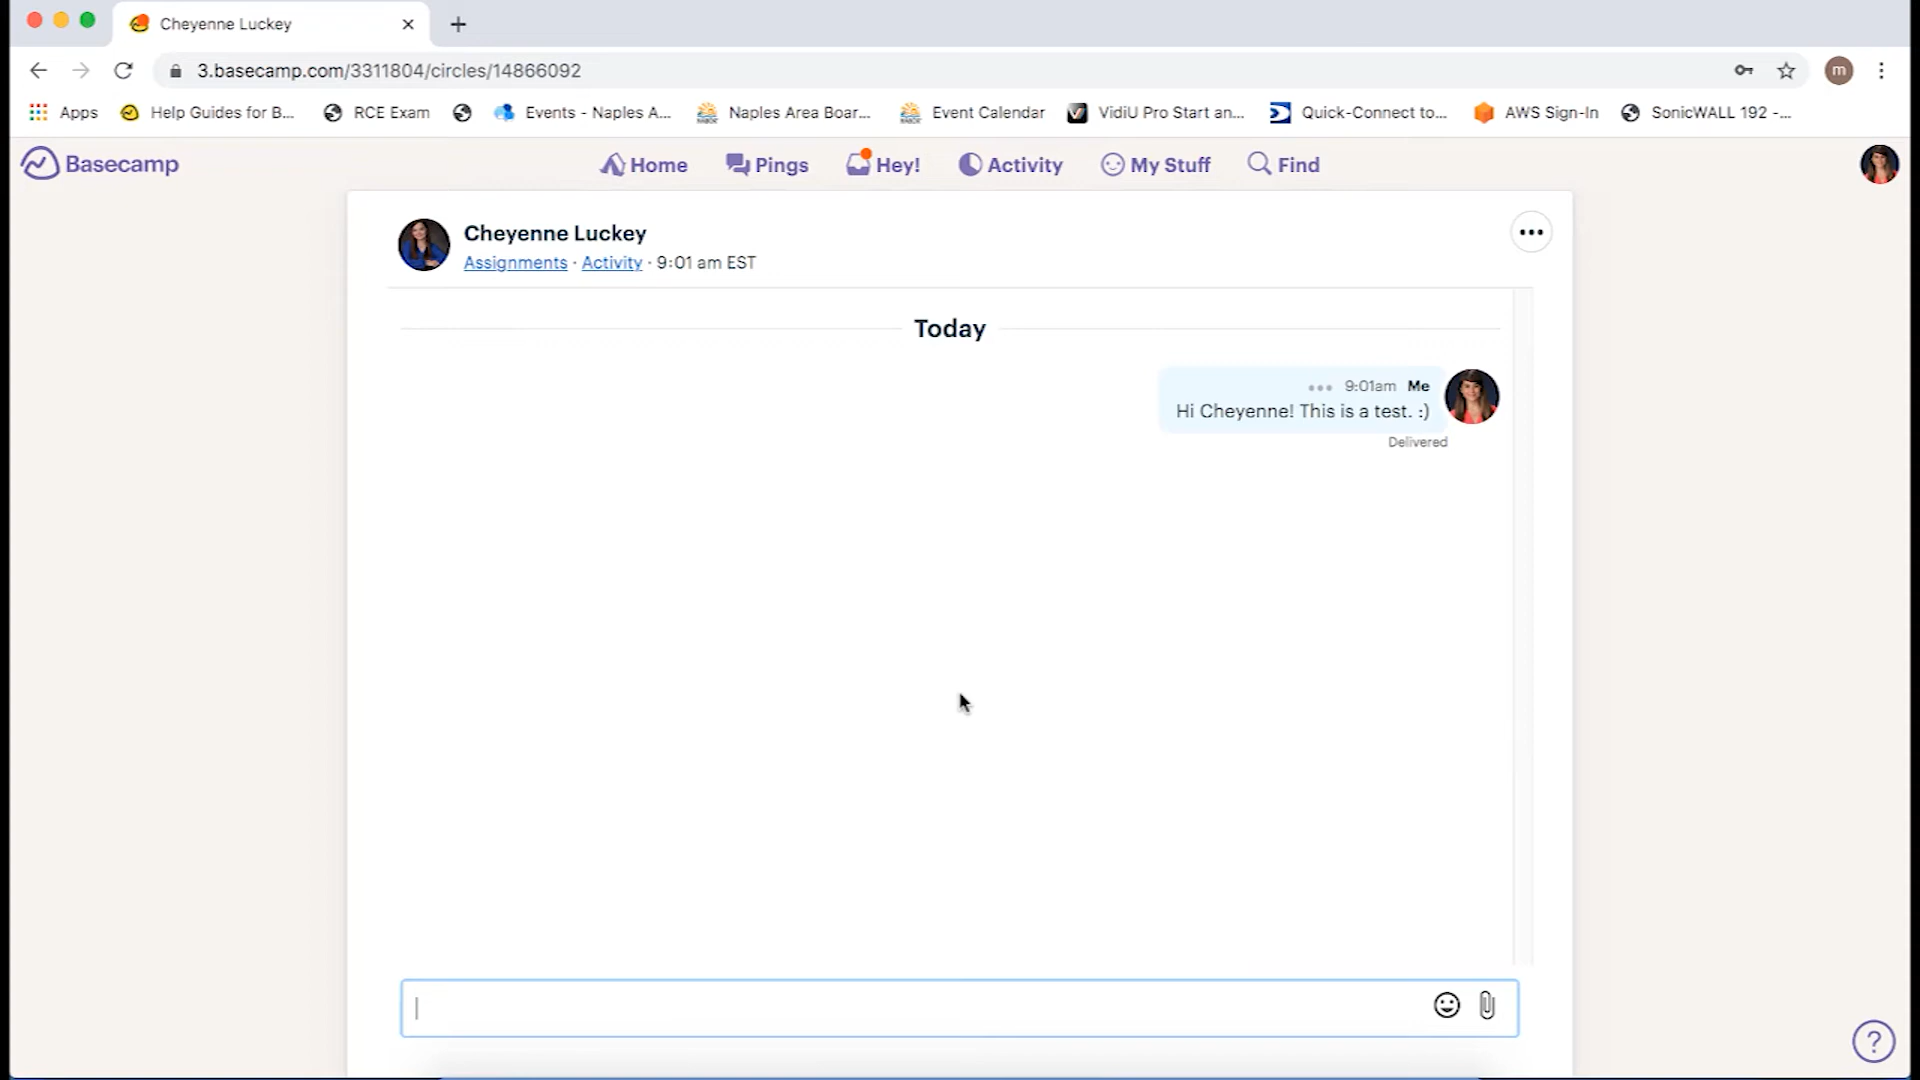 Cheyenne Luckey
3.basecamp.com/3311804/circles/14866092
m
Apps
Help Guides for B...
RCE Exam
Events - Naples A...
Naples Area Boar...
Event Calendar
VidiU Pro Start an...
Quick-Connect to...
AWS Sign-In
SonicWALL 192 -...
Basecamp
Home
Pings
Hey!
Activity
My Stuff
Find
Cheyenne Luckey
Assignments · Activity · 9:01 am EST
Today
9:01am Me
Hi Cheyenne! This is a test. :)
Delivered
?